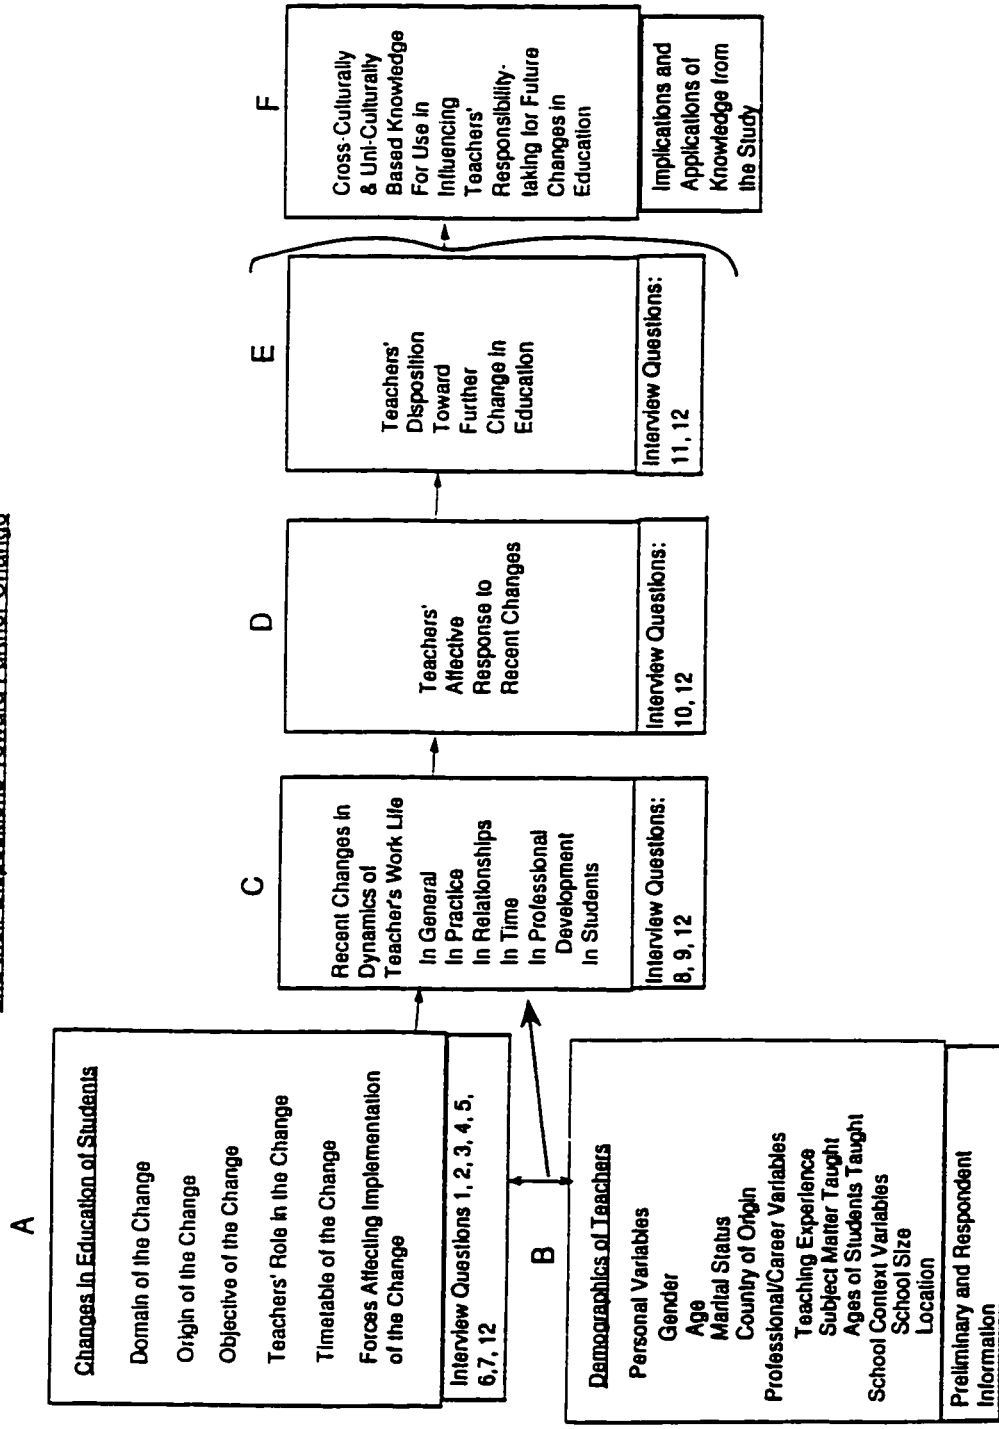 Toward Further Change
A
Changes in Education of Students
Domain of the Change
Origin of the Change
Objective of the Change
Teachers' Role in the Change
Timetable of the Change
Forces Affecting Implementation
of the Change
Interview Questions 1, 2, 3, 4, 5,
6,7, 12
B
Demographics of Teachers
Personal Variables
Gender
Age
Marital Status
Country of Origin
Professional/Career Variables
Teaching Experience
Subject Matter Taught
Ages of Students Taught
School Context Variables
School Size
Location
Preliminary and Respondent
Information
C
Recent Changes in
Dynamics of
Teacher's Work Life
In General
In Practice
In Relationships
In Time
In Professional
Development
In Students
Interview Questions:
8, 9, 12
D
Teachers'
Affective
Response to
Recent Changes
Interview Questions:
10, 12
E
Teachers'
Disposition
Toward
Further
Change in
Education
Interview Questions:
11, 12
F
Cross-Culturally
& Uni-Culturally
Based Knowledge
For Use in
Influencing
Teachers'
Responsibility-
taking for Future
Changes in
Education
Implications and
Applications of
Knowledge from
the Study